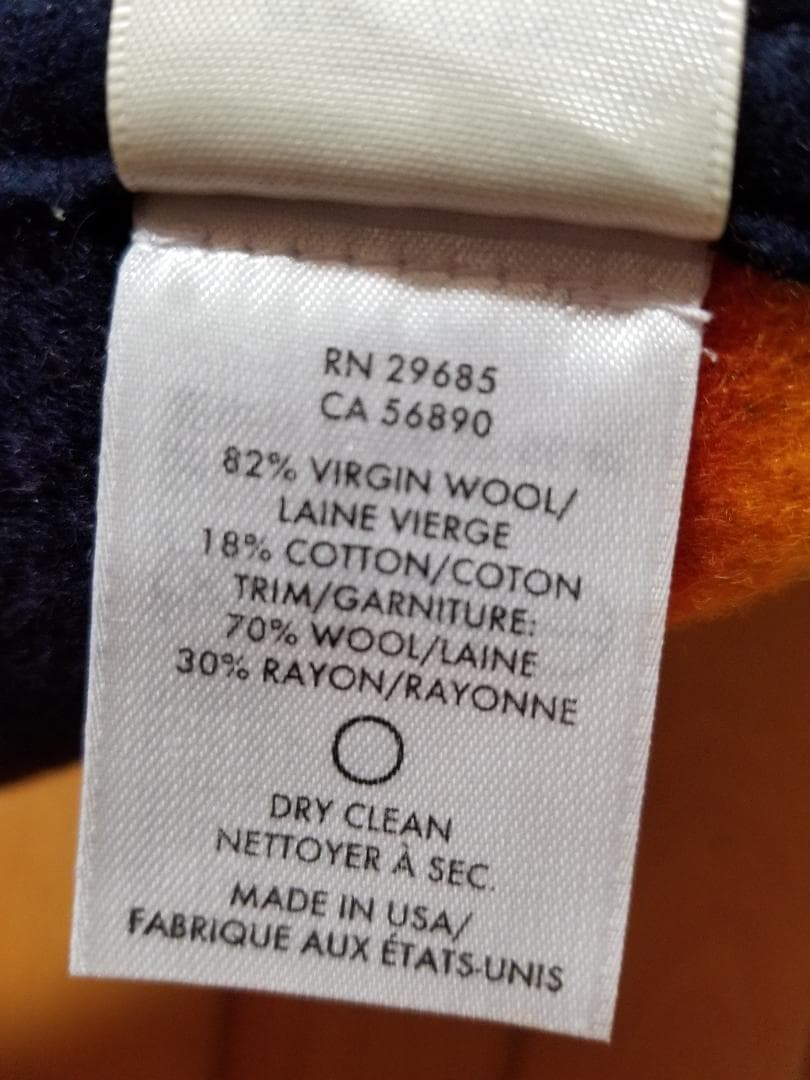 RN 29685
CA 56890
82% VIRGIN WOOL/
LAINE VIERGE
18% COTTON/COTON
TRIM/GARNITURE:
70% WOOL/LAINE
30% RAYON/RAYONNE
DRY CLEAN
NETTOYER À SEC.
MADE IN USA/
FABRIQUE AUX ÉTATS-UNIS